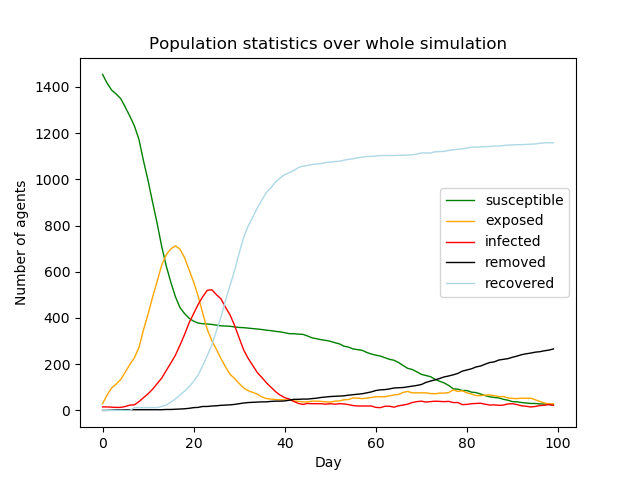 Population statistics over whole simulation
1400
1200
1000
800
600
400
200
0
Number of agents
susceptible
exposed
infected
removed
recovered
0 20 40 60 80 100
Day